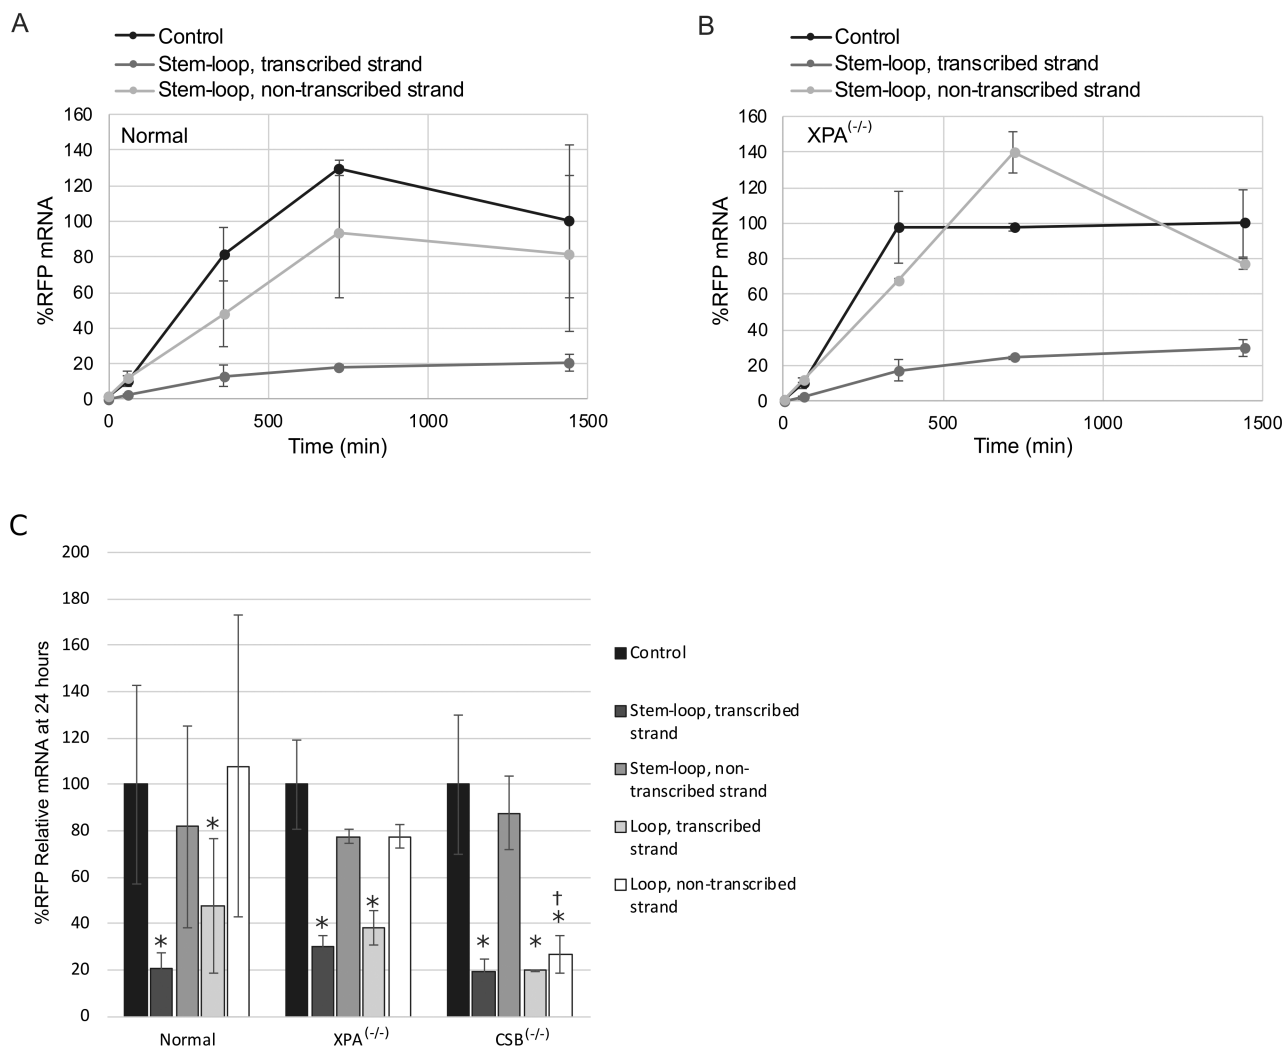 A
Control
Stem-loop, transcribed strand
Stem-loop, non-transcribed strand
160
140
120
100
80
60
40
20
0
Normal
%RFP mRNA
0
500
1000
1500
Time (min)
B
Control
Stem-loop, transcribed strand
Stem-loop, non-transcribed strand
160
140
120
100
80
60
40
20
0
XPA(-/-)
%RFP mRNA
0
500
1000
1500
Time (min)
C
200
180
160
140
120
100
80
60
40
20
0
%RFP Relative mRNA at 24 hours
*
*
*
*
*
*
†
*
Normal
XPA(-/-)
CSB(-/-)
Control
Stem-loop, transcribed
strand
Stem-loop, non-
transcribed strand
Loop, transcribed
strand
Loop, non-transcribed
strand